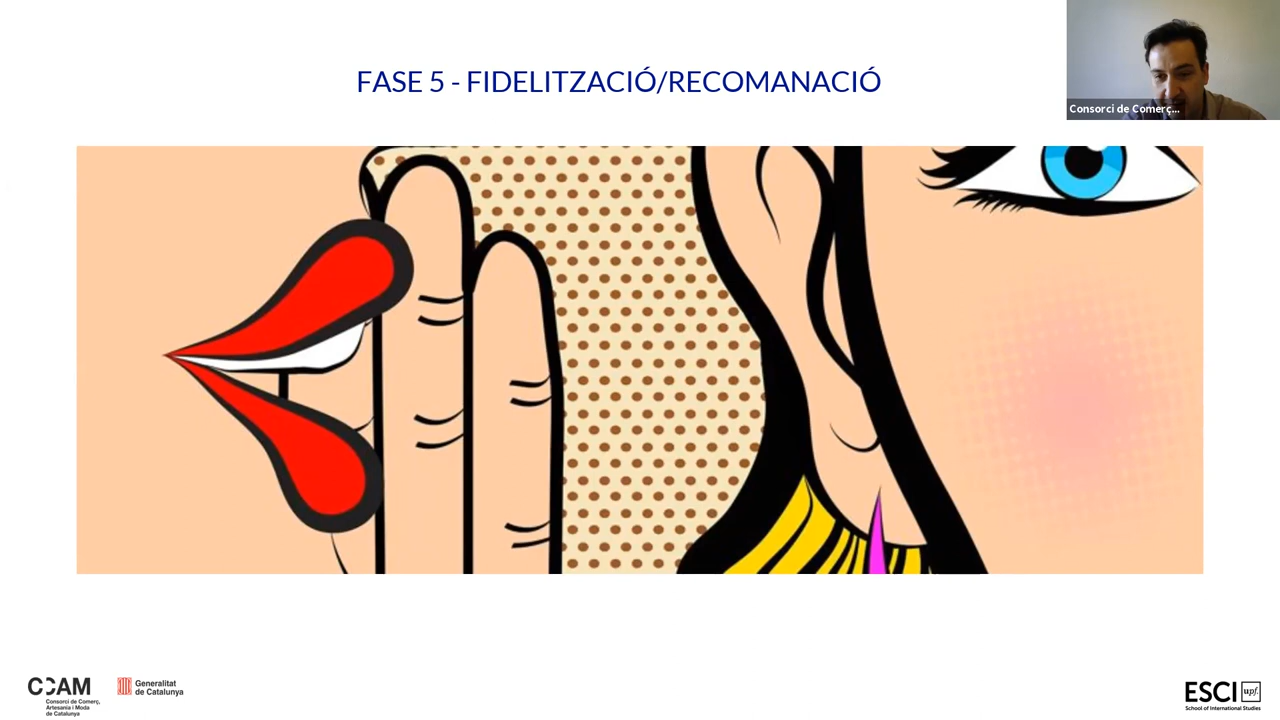 FASE 5 - FIDELITZACIÓ/RECOMANACIÓ
Consorci de Comerç...
CCAM
Consorci de Comerç,
Artesania i Moda
de Catalunya
Generalitat
de Catalunya
ESCI upf.
School of International Studies